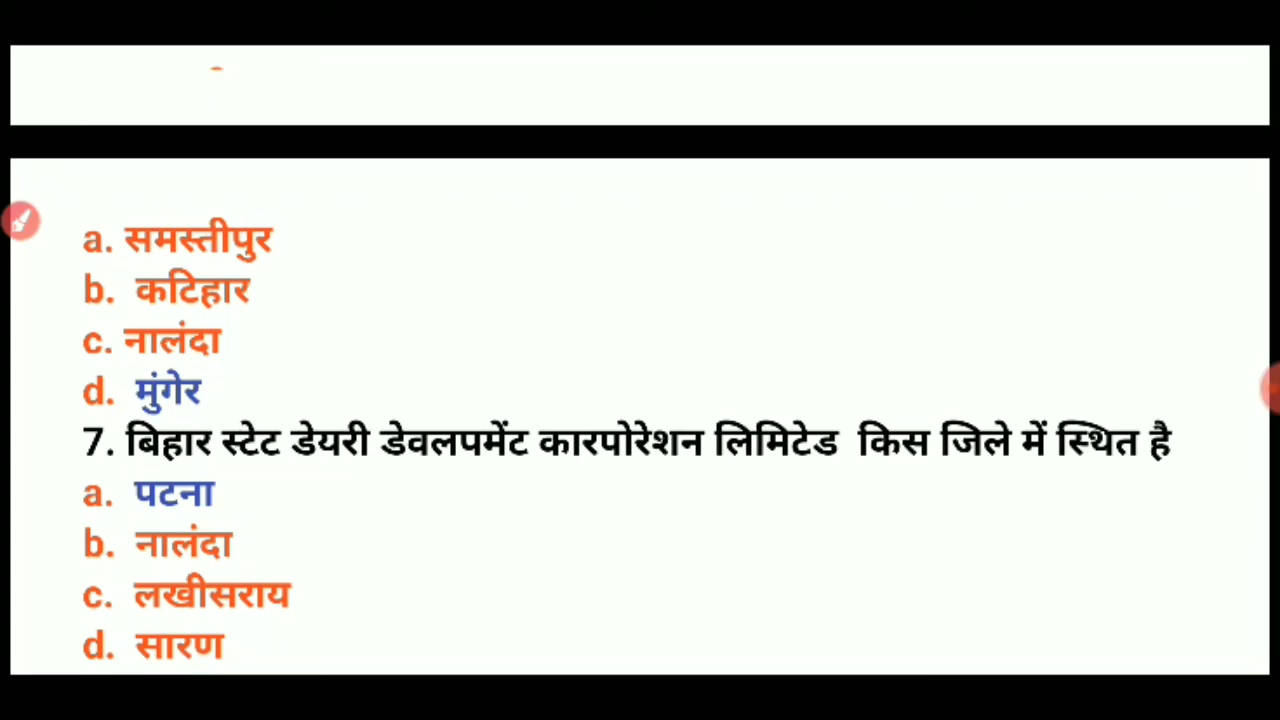 a. समस्तीपुर
b. कटिहार
c. नालंदा
d. मुंगेर
7. बिहार स्टेट डेयरी डेवलपमेंट कारपोरेशन लिमिटेड किस जिले में स्थित है
a. पटना
b. नालंदा
c. लखीसराय
d. सारण